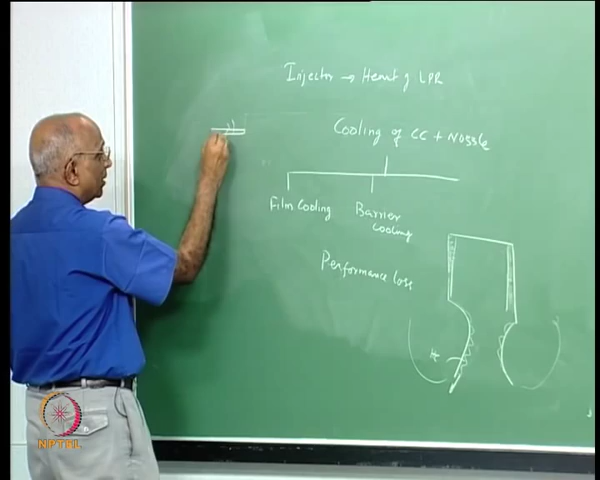 Injector → Heart of LPR
Cooling of CC + Nozzle
Film Cooling
Barrier
Cooling
Performance loss
NPTEL